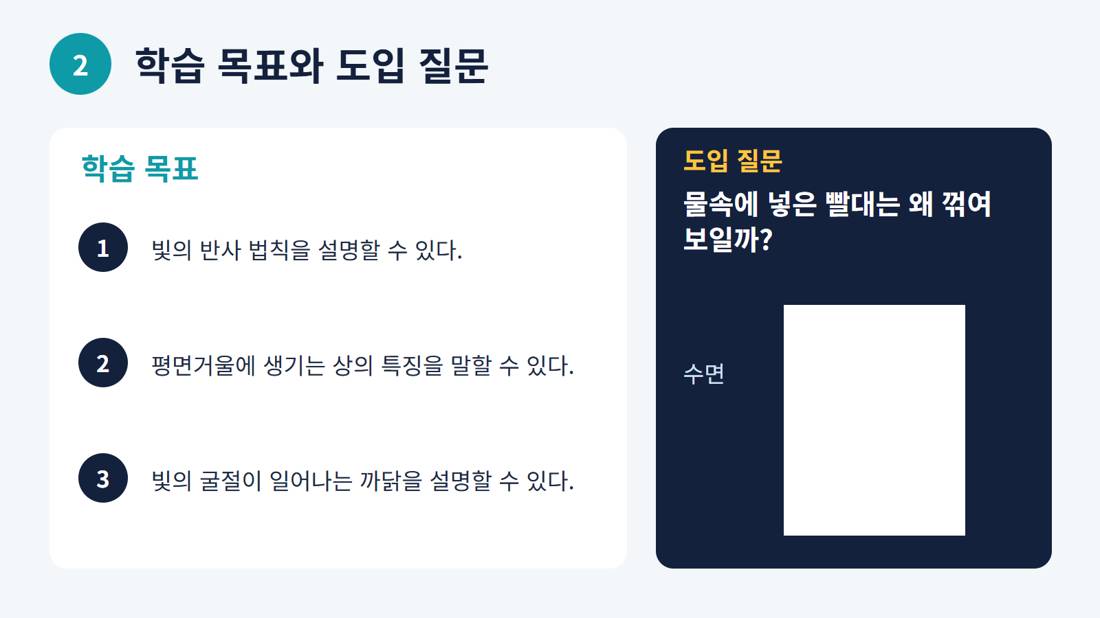 2
학습 목표와 도입 질문
학습 목표
1
빛의 반사 법칙을 설명할 수 있다.
2
평면거울에 생기는 상의 특징을 말할 수 있다.
3
빛의 굴절이 일어나는 까닭을 설명할 수 있다.
도입 질문
물속에 넣은 빨대는 왜 꺾여
보일까?
수면